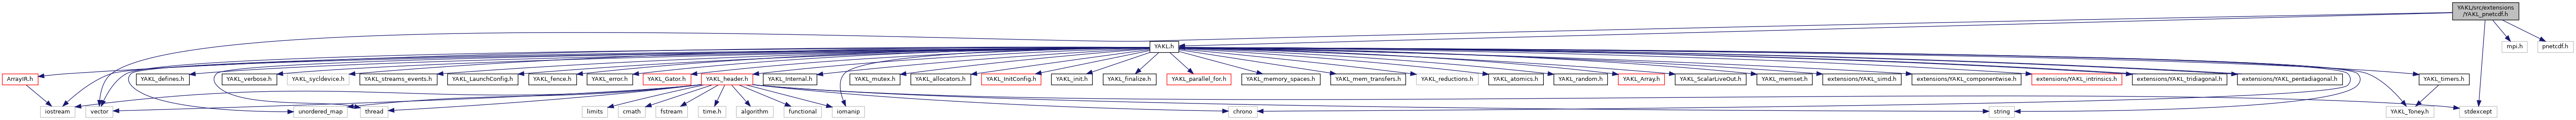 YAKL/src/extensions
/YAKL_pnetcdf.h
YAKL.h
mpi.h
pnetcdf.h
ArrayIR.h
YAKL_defines.h
YAKL_verbose.h
YAKL_sycldevice.h
YAKL_streams_events.h
YAKL_LaunchConfig.h
YAKL_fence.h
YAKL_error.h
YAKL_Gator.h
YAKL_header.h
YAKL_Internal.h
YAKL_mutex.h
YAKL_allocators.h
YAKL_InitConfig.h
YAKL_init.h
YAKL_finalize.h
YAKL_parallel_for.h
YAKL_memory_spaces.h
YAKL_mem_transfers.h
YAKL_reductions.h
YAKL_atomics.h
YAKL_random.h
YAKL_Array.h
YAKL_ScalarLiveOut.h
YAKL_memset.h
extensions/YAKL_simd.h
extensions/YAKL_componentwise.h
extensions/YAKL_intrinsics.h
extensions/YAKL_tridiagonal.h
extensions/YAKL_pentadiagonal.h
YAKL_timers.h
iostream
vector
unordered_map
thread
limits
cmath
fstream
time.h
algorithm
functional
iomanip
chrono
string
YAKL_Toney.h
stdexcept